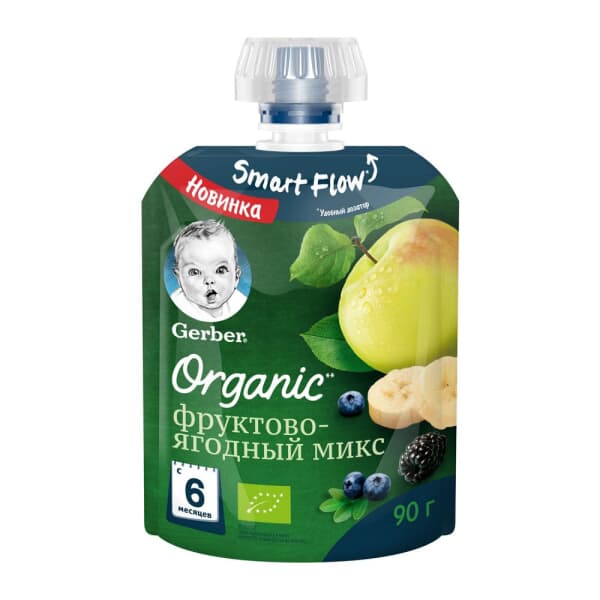 Smart Flow*
*Удобный дозатор
Новинка
Gerber®
Organic**
фруктово-
ягодный микс
с
6
месяцев
90 г